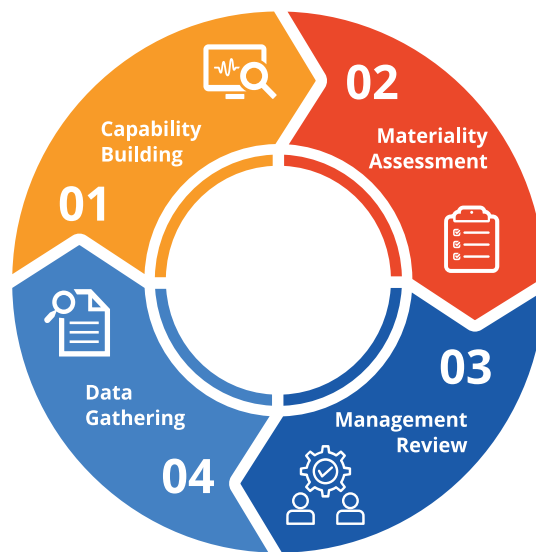 01
Capability
Building
02
Materiality
Assessment
03
Management
Review
04
Data
Gathering